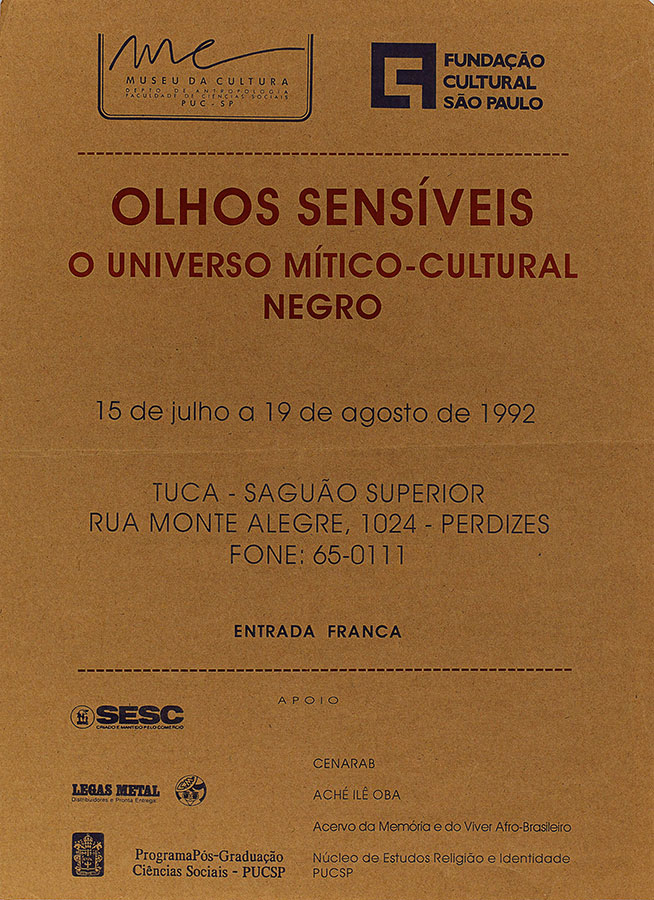 mc
MUSEU DA CULTURA
DEPTO. DE ANTROPOLOGIA
FACULDADE DE CIÊNCIAS SOCIAIS
PUC-SP
FUNDAÇÃO
CULTURAL
SÃO PAULO
OLHOS SENSÍVEIS
O UNIVERSO MÍTICO-CULTURAL
NEGRO
15 de julho a 19 de agosto de 1992
TUCA - SAGUÃO SUPERIOR
RUA MONTE ALEGRE, 1024 - PERDIZES
FONE: 65-0111
ENTRADA FRANCA
APOIO
SESC
CRIADO E MANTIDO PELO COMÉRCIO
LEGAS METAL
Distribuidores e Pronta Entrega
CENARAB
ACHÉ ILÊ OBA
Acervo da Memória e do Viver Afro-Brasileiro
ProgramaPós-Graduação
Ciências Sociais - PUCSP
Núcleo de Estudos Religião e Identidade
PUCSP